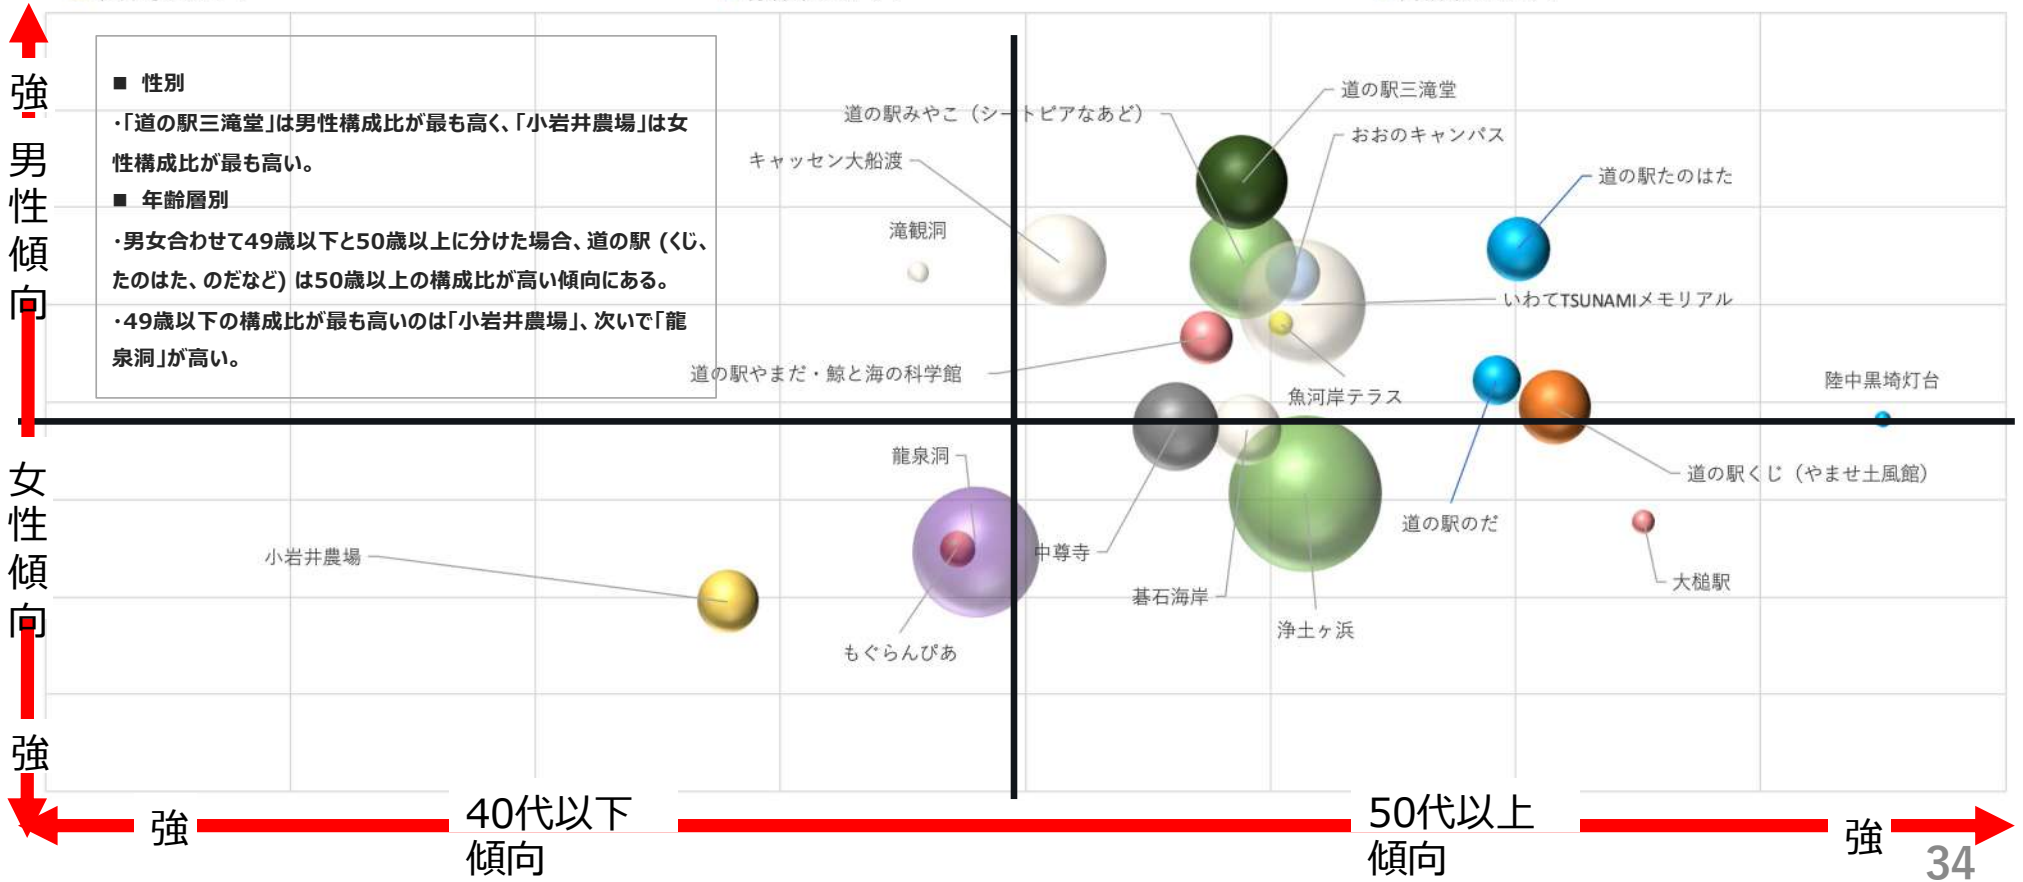 強
男性傾向
女性傾向
強
■ 性別
・「道の駅三滝堂」は男性構成比が最も高く、「小岩井農場」は女
性構成比が最も高い。
■ 年齢層別
・男女合わせて49歳以下と50歳以上に分けた場合、道の駅 (くじ、
たのはた、のだなど) は50歳以上の構成比が高い傾向にある。
・49歳以下の構成比が最も高いのは「小岩井農場」、次いで「龍
泉洞」が高い。
道の駅三滝堂
道の駅みやこ（シートピアなあど）
おおのキャンパス
キャッセン大船渡
道の駅たのはた
滝観洞
いわてTSUNAMIメモリアル
道の駅やまだ・鯨と海の科学館
魚河岸テラス
陸中黒埼灯台
龍泉洞
道の駅くじ（やませ土風館）
道の駅のだ
小岩井農場
中尊寺
大槌駅
碁石海岸
浄土ヶ浜
もぐらんぴあ
強
40代以下
傾向
50代以上
傾向
強
34